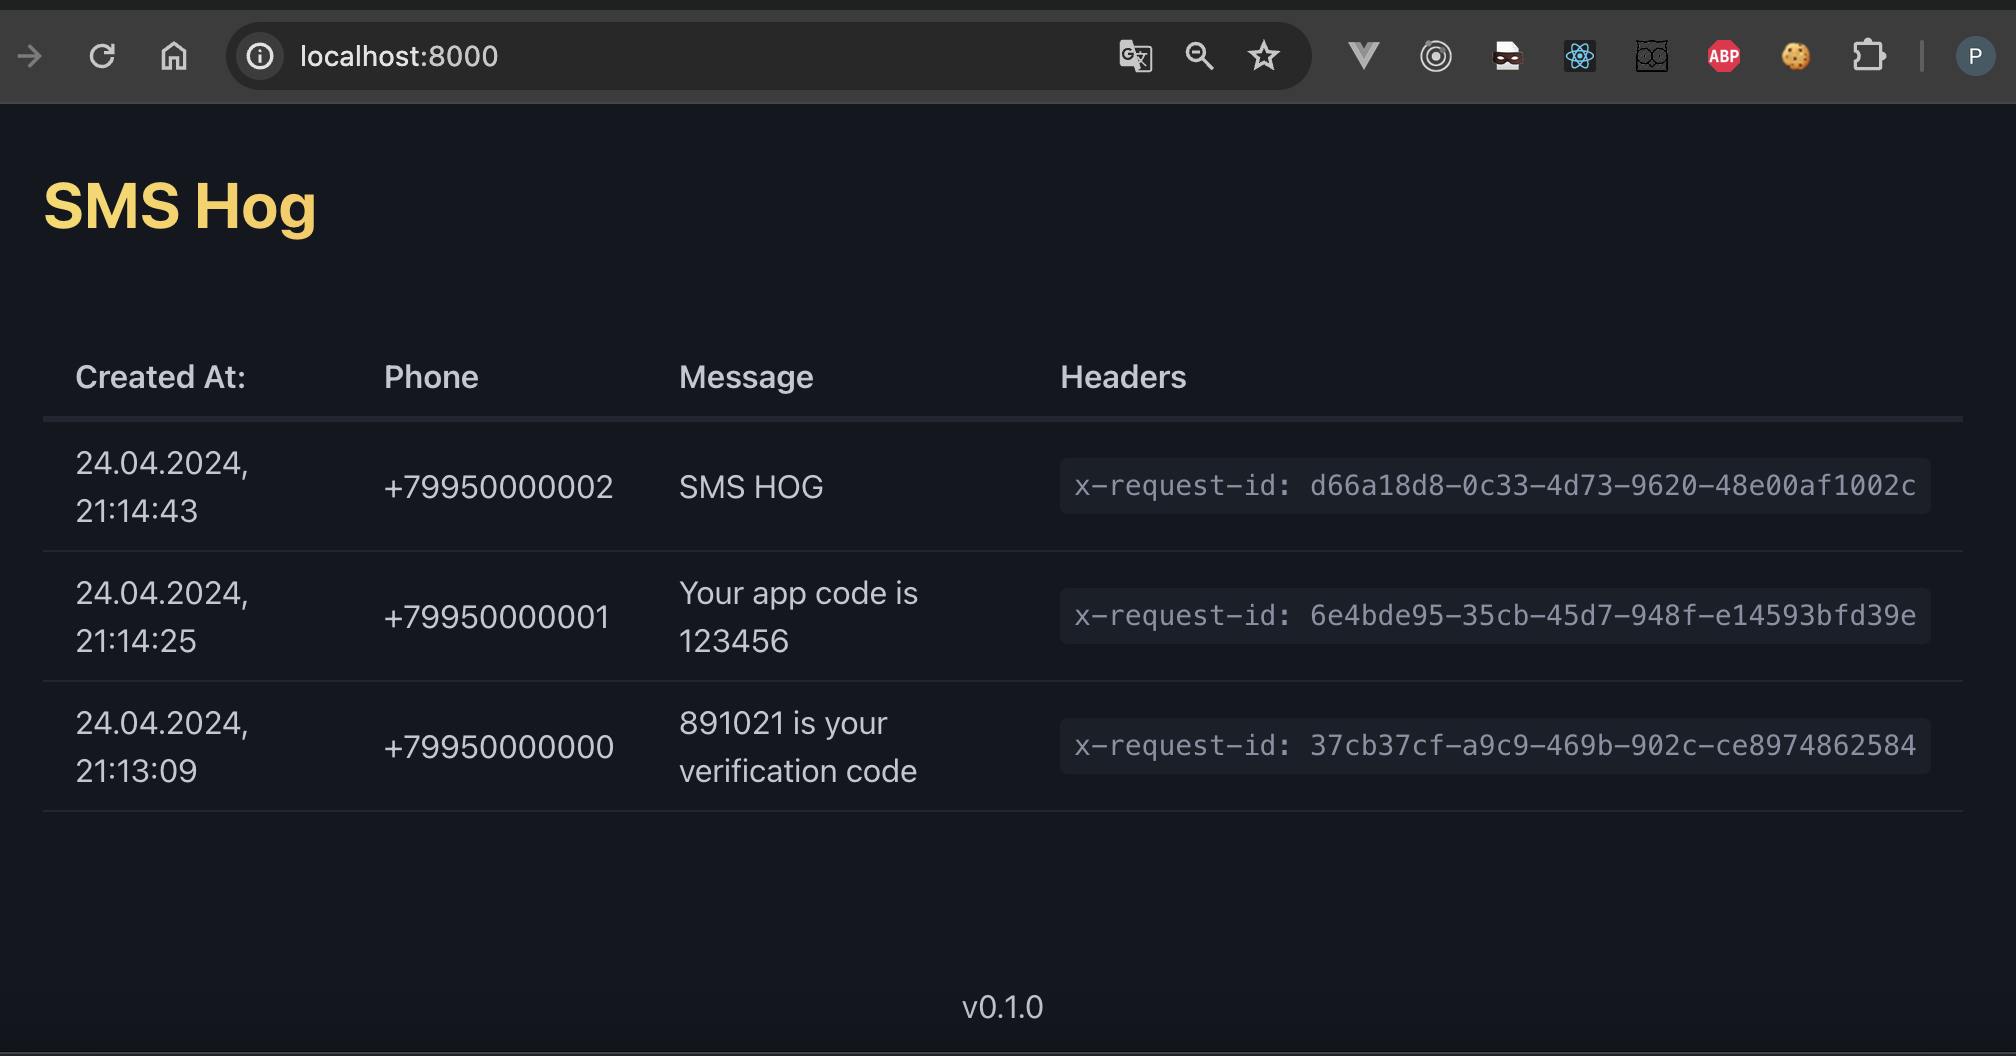 localhost:8000
ABP
P
SMS Hog
Created At: Phone Message Headers
24.04.2024,
21:14:43
+79950000002
SMS HOG
x-request-id: d66a18d8-0c33-4d73-9620-48e00af1002c
24.04.2024,
21:14:25
+79950000001
Your app code is
123456
x-request-id: 6e4bde95-35cb-45d7-948f-e14593bfd39e
24.04.2024,
21:13:09
+79950000000
891021 is your
verification code
x-request-id: 37cb37cf-a9c9-469b-902c-ce8974862584
v0.1.0